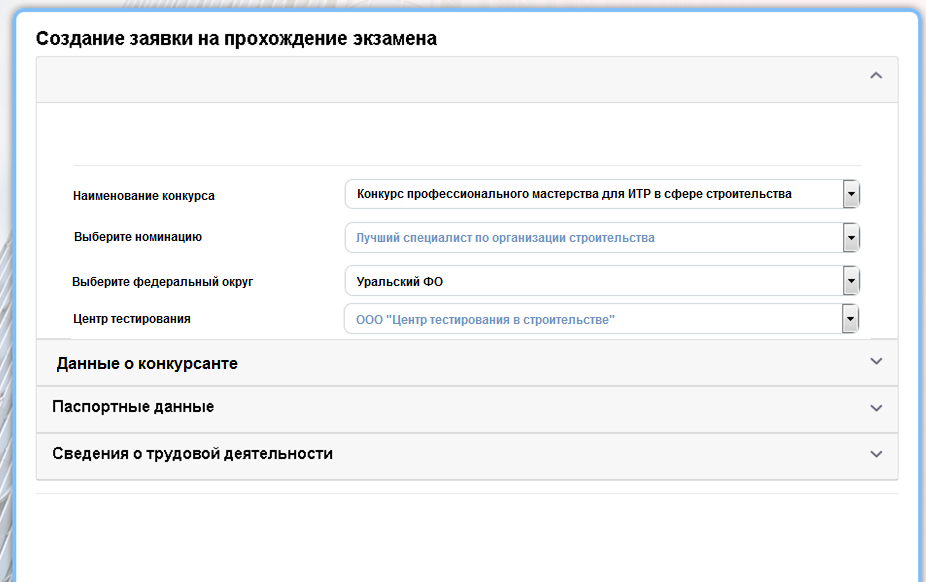 Создание заявки на прохождение экзамена
Наименование конкурса Конкурс профессионального мастерства для ИТР в сфере строительства
Выберите номинацию Лучший специалист по организации строительства
Выберите федеральный округ Уральский ФО
Центр тестирования ООО "Центр тестирования в строительстве"
Данные о конкурсанте
Паспортные данные
Сведения о трудовой деятельности